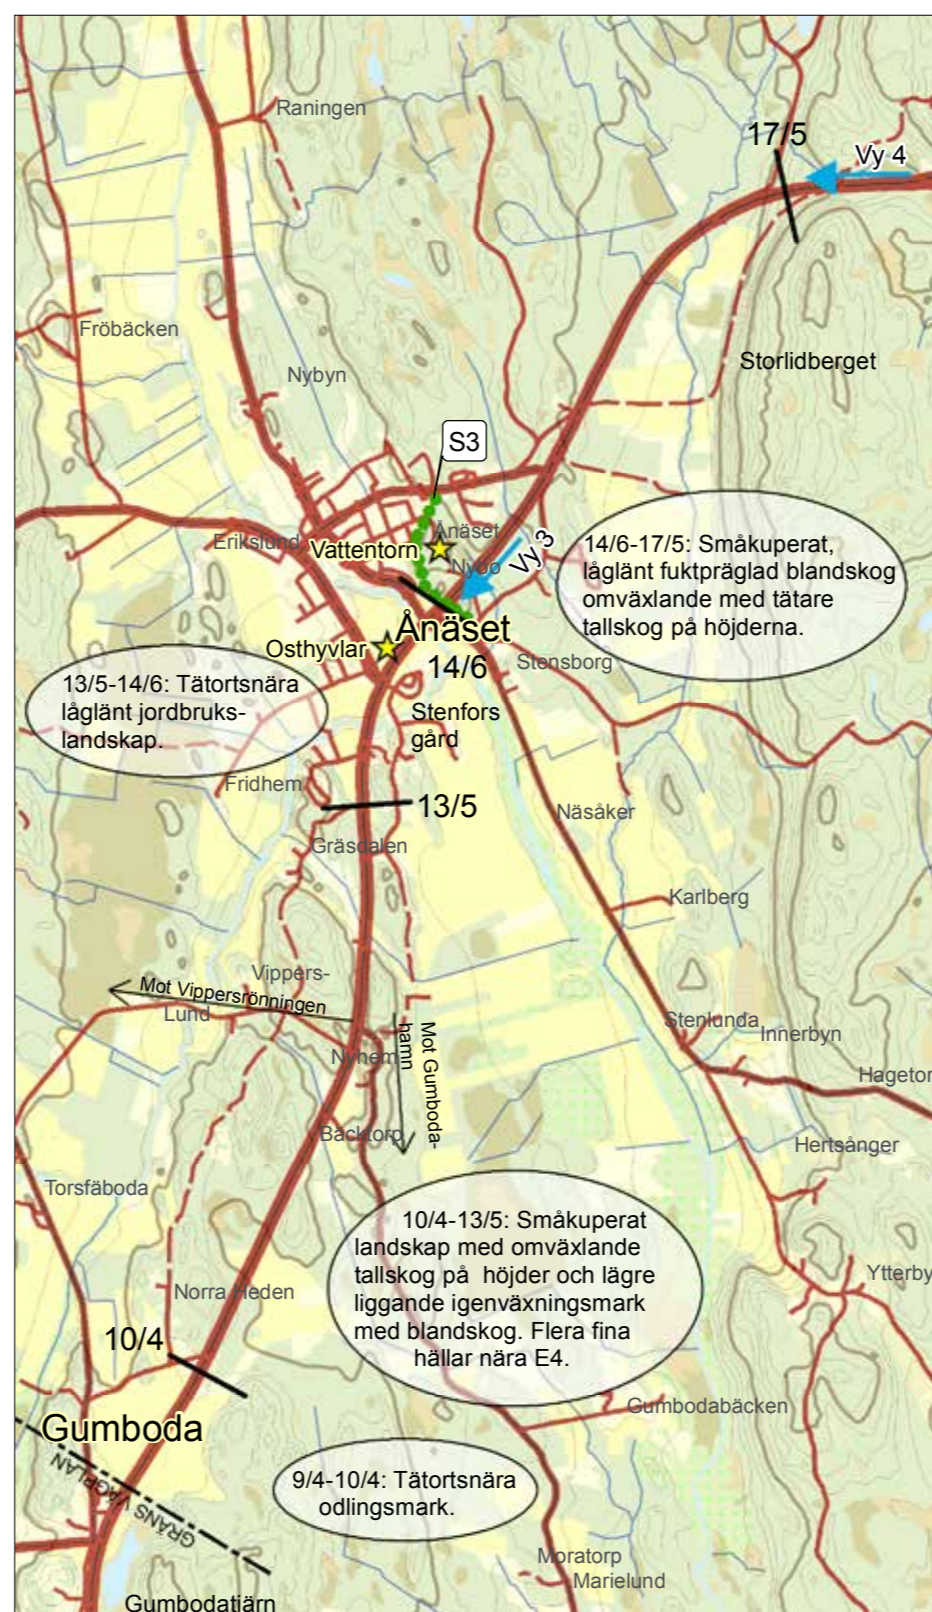 Raningen
17/5
Vy 4
Fröbäcken
Storlidberget
Nybyn
S3
Ånäset
Erikslund
Vattentorn
Nybo
Vy 3
14/6-17/5: Småkuperat,
låglänt fuktpräglad blandskog
omväxlande med tätare
tallskog på höjderna.
Ånäset
Osthyvlar
14/6
Stensborg
13/5-14/6: Tätortsnära
låglänt jordbruks-
landskap.
Stenfors
gård
Fridhem
13/5
Näsåker
Gräsdalen
Karlberg
Vippers-
Mot Vippersrönningen
Lund
Stenlunda
Innerbyn
Nyhem
Mot Gumboda-
hamn
Hagetor
Bäcktorp
Hertsånger
Torsfäboda
10/4-13/5: Småkuperat
landskap med omväxlande
tallskog på höjder och lägre
liggande igenväxningsmark
med blandskog. Flera fina
hällar nära E4.
Ytterby
Norra Heden
10/4
Gumboda
Gumbodabäcken
GRÄNS VÄGPLAN
9/4-10/4: Tätortsnära
odlingsmark.
Moratorp
Marielund
Gumbodatjärn